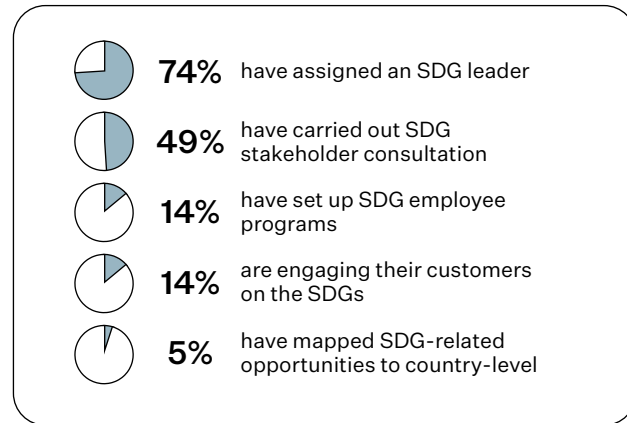 74% have assigned an SDG leader
49% have carried out SDG
stakeholder consultation
14% have set up SDG employee
programs
14% are engaging their customers
on the SDGs
5% have mapped SDG-related
opportunities to country-level